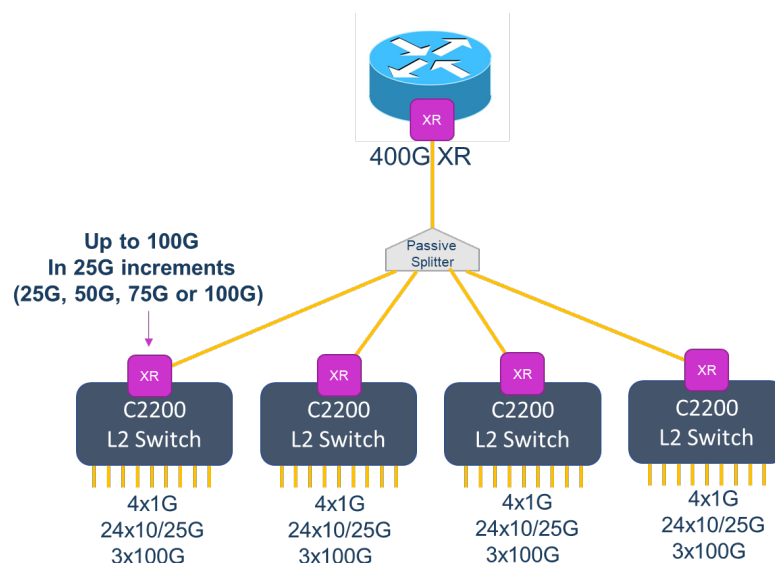 XR
400G XR
Passive
Splitter
Up to 100G
In 25G increments
(25G, 50G, 75G or 100G)
XR
XR
XR
XR
C2200
L2 Switch
C2200
L2 Switch
C2200
L2 Switch
C2200
L2 Switch
4x1G
24x10/25G
3x100G
4x1G
24x10/25G
3x100G
4x1G
24x10/25G
3x100G
4x1G
24x10/25G
3x100G